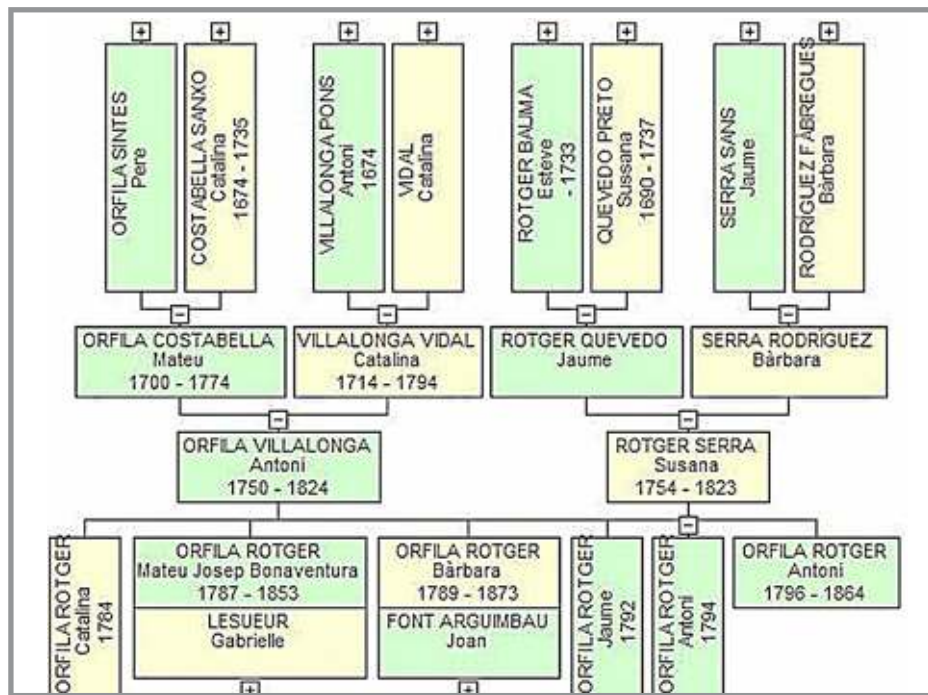 ORFILA SINTES
Pere
COSTABELLA SANXO
Catalina
1674 - 1735
VILLALONGA PONS
Antoni
1674
VIDAL
Catalina
ROTGER BALIMA
Estève
- 1733
QUEVEDO PRETO
Sussana
1690 - 1737
SERRA SANS
Jaume
RODRÍGUEZ FÀBREGUES
Bàrbara
ORFILA COSTABELLA
Mateu
1700 - 1774
VILLALONGA VIDAL
Catalina
1714 - 1794
ROTGER QUEVEDO
Jaume
SERRA RODRÍGUEZ
Bàrbara
ORFILA VILLALONGA
Antoni
1750 - 1824
ROTGER SERRA
Susana
1754 - 1823
ORFILA ROTGER
Catalina
1784
ORFILA ROTGER
Mateu Josep Bonaventura
1787 - 1853
LESUEUR
Gabrielle
ORFILA ROTGER
Bàrbara
1789 - 1873
FONT ARGUIMBAU
Joan
ORFILA ROTGER
Jaume
1792
ORFILA ROTGER
Antoni
1794
ORFILA ROTGER
Antoni
1796 - 1864